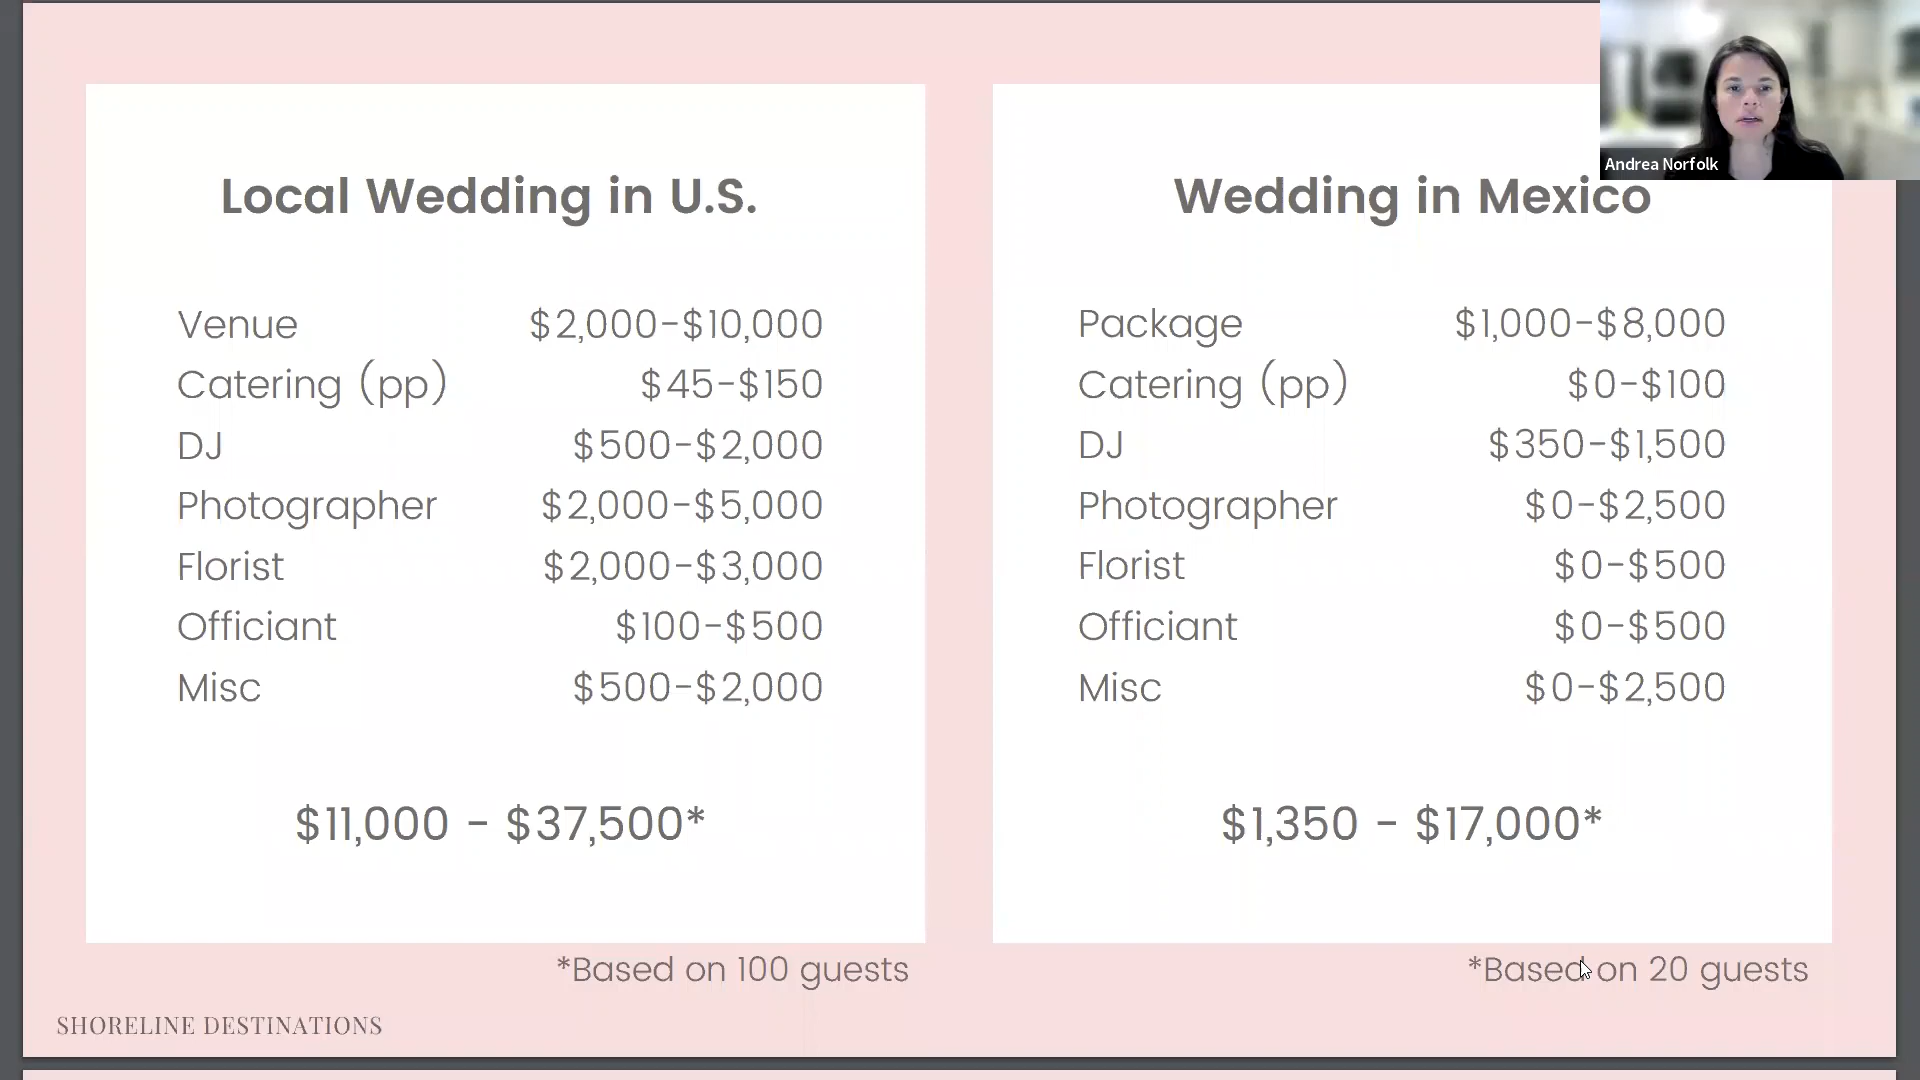 Andrea Norfolk
Local Wedding in U.S.
Venue $2,000-$10,000
Catering (pp) $45-$150
DJ $500-$2,000
Photographer $2,000-$5,000
Florist $2,000-$3,000
Officiant $100-$500
Misc $500-$2,000
$11,000 - $37,500*
*Based on 100 guests
Wedding in Mexico
Package $1,000-$8,000
Catering (pp) $0-$100
DJ $350-$1,500
Photographer $0-$2,500
Florist $0-$500
Officiant $0-$500
Misc $0-$2,500
$1,350 - $17,000*
*Based on 20 guests
SHORELINE DESTINATIONS